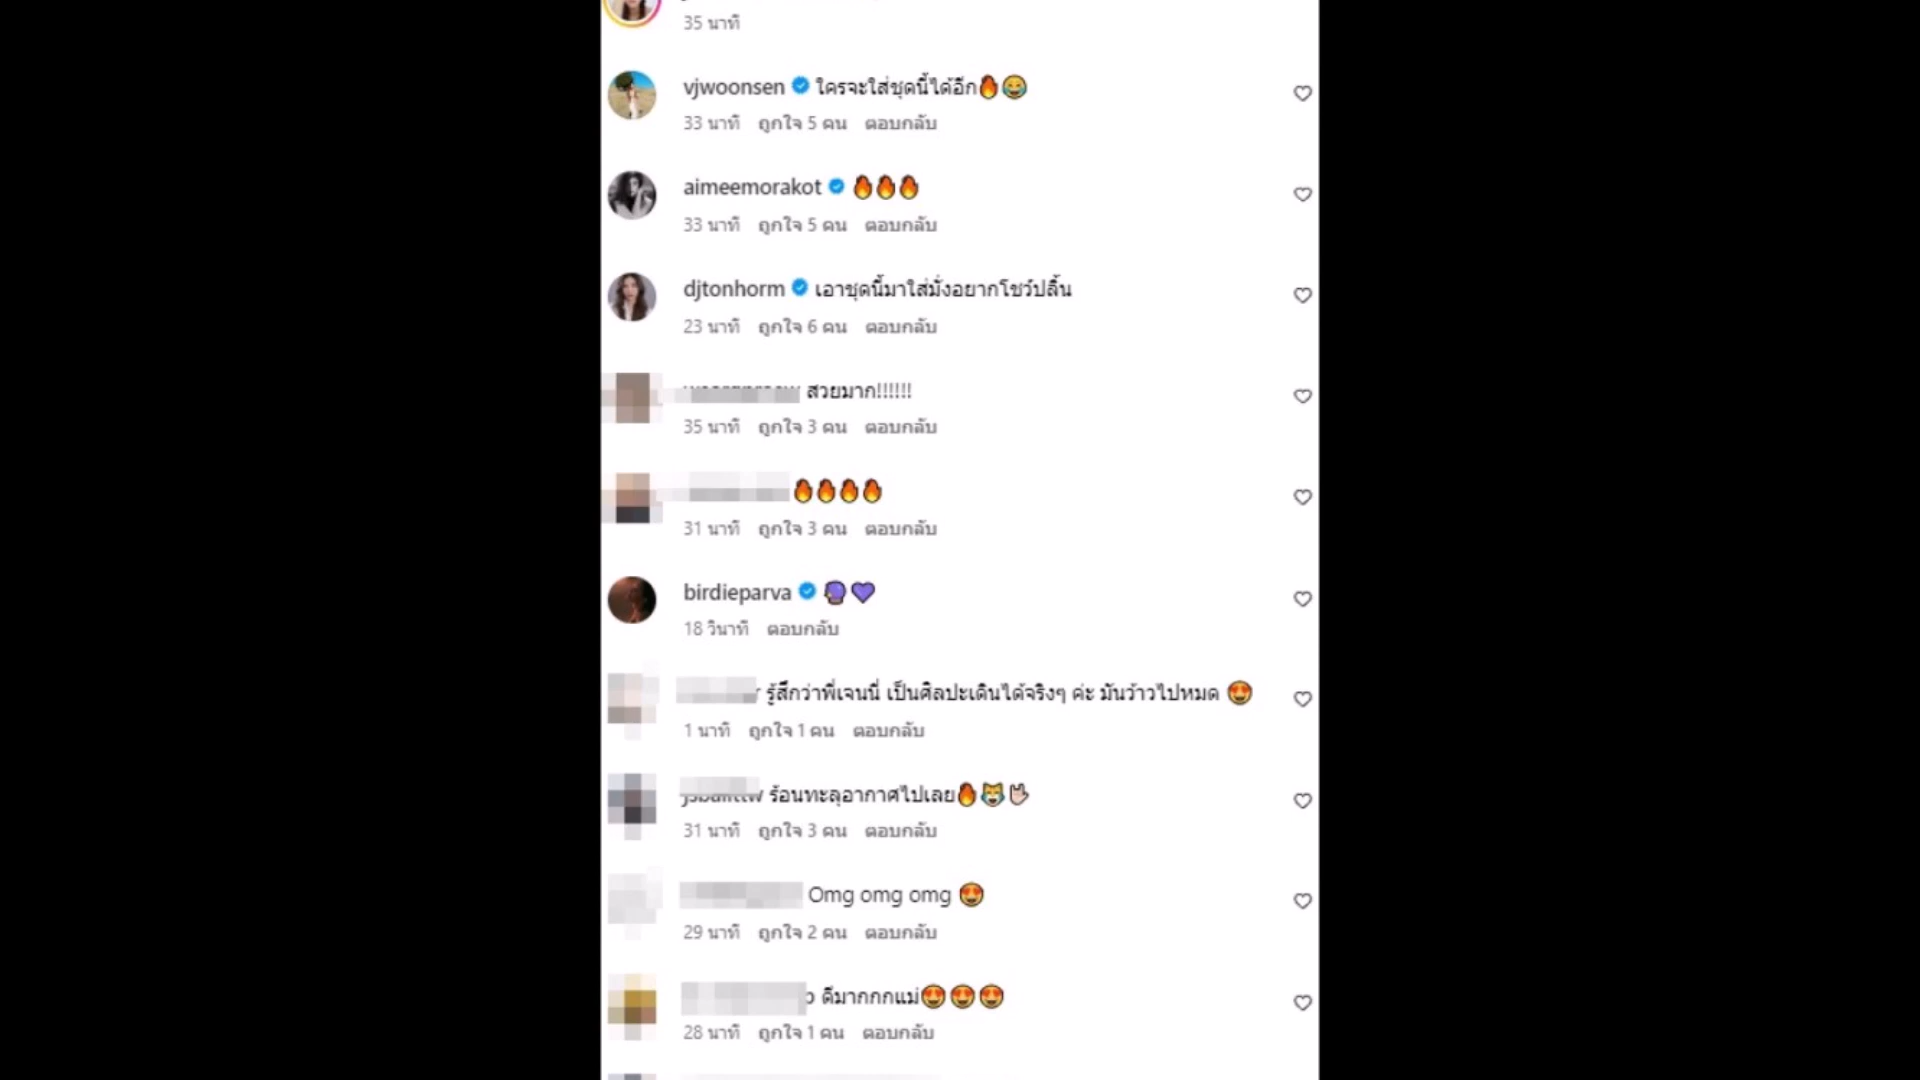 35 นาที
vjwoonsen ใครจะใส่ชุดนี้ได้อีก🔥😂
33 นาที ถูกใจ 5 คน ตอบกลับ
aimeemorakot 🔥🔥🔥
33 นาที ถูกใจ 5 คน ตอบกลับ
djtonhorm เอาชุดนี้มาใส่มั่งอยากโชว์ปลิ้น
23 นาที ถูกใจ 6 คน ตอบกลับ
สวยมาก!!!!!!
35 นาที ถูกใจ 3 คน ตอบกลับ
🔥🔥🔥🔥
31 นาที ถูกใจ 3 คน ตอบกลับ
birdieparva 🔮💜
18 วินาที ตอบกลับ
รู้สึกว่าพี่เจนนี่ เป็นศิลปะเดินได้จริงๆ ค่ะ มันว้าวไปหมด 😍
1 นาที ถูกใจ 1 คน ตอบกลับ
ร้อนทะลุอากาศไปเลย🔥😹🤟🏻
31 นาที ถูกใจ 3 คน ตอบกลับ
Omg omg omg 😍
29 นาที ถูกใจ 2 คน ตอบกลับ
ดีมากกกแม่😍😍😍
28 นาที ถูกใจ 1 คน ตอบกลับ